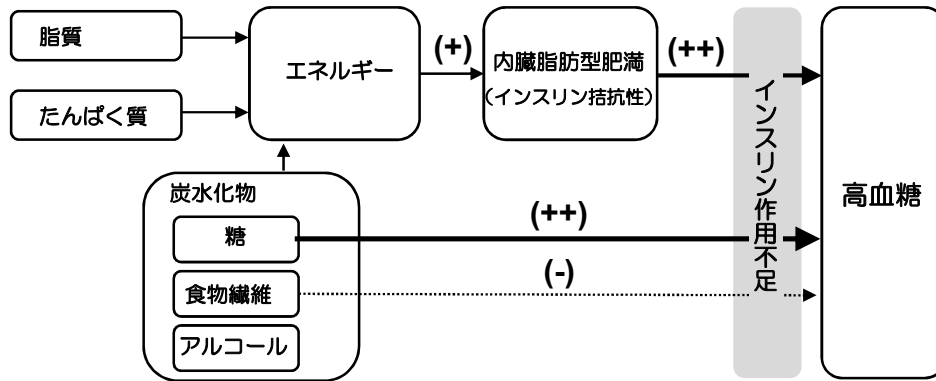 脂質
たんぱく質
エネルギー
(+)
内臓脂肪型肥満
(インスリン拮抗性)
(++)
インスリン作用不足
高血糖
炭水化物
糖
(++)
食物繊維
(-)
アルコール